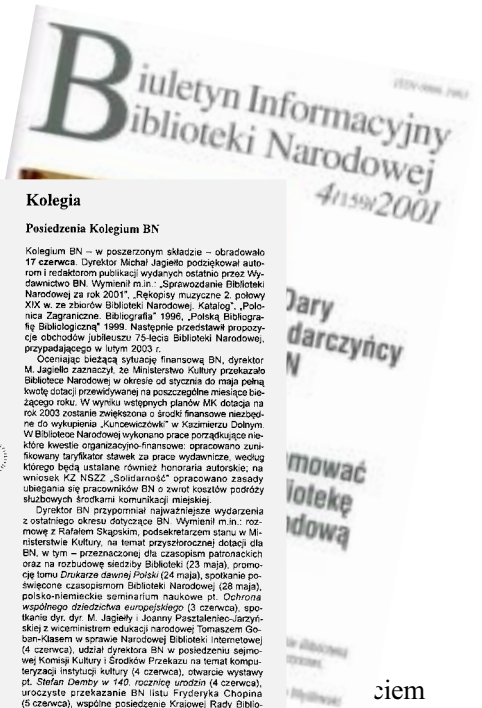 Biuletyn Informacyjny
Biblioteki Narodowej
4/159/2001
Dary
darczyńcy
N
mować
iotekę
dową
Kolegia
Posiedzenia Kolegium BN
Kolegium BN – w poszerzonym składzie – obradowało
17 czerwca. Dyrektor Michał Jagiełło podziękował auto-
rom i redaktorom publikacji wydanych ostatnio przez Wy-
dawnictwo BN. Wymienił m.in.: „Sprawozdanie Biblioteki
Narodowej za rok 2001”, „Rękopisy muzyczne 2. połowy
XIX w. ze zbiorów Biblioteki Narodowej. Katalog”, „Polo-
nica Zagraniczne. Bibliografia” 1996, „Polską Bibliogra-
fię Bibliologiczną” 1999. Następnie przedstawił propozy-
cje obchodów jubileuszu 75-lecia Biblioteki Narodowej,
przypadającego w lutym 2003 r.
Oceniając bieżącą sytuację finansową BN, dyrektor
M. Jagiełło zaznaczył, że Ministerstwo Kultury przekazało
Bibliotece Narodowej w okresie od stycznia do maja pełną
kwotę dotacji przewidywanej na poszczególne miesiące bie-
żącego roku. W wyniku wstępnych planów MK dotacja na
rok 2003 zostanie zwiększona o środki finansowe niezbęd-
ne do wykupienia „Kuncewiczówki” w Kazimierzu Dolnym.
W Bibliotece Narodowej wykonano prace porządkujące nie-
które kwestie organizacyjno-finansowe: opracowano zuni-
fikowany taryfikator stawek za prace wydawnicze, według
którego będą ustalane również honoraria autorskie; na
wniosek KZ NSZZ „Solidarność” opracowano zasady
ubiegania się pracowników BN o zwrot kosztów podróży
służbowych środkami komunikacji miejskiej.
Dyrektor BN przypomniał najważniejsze wydarzenia
z ostatniego okresu dotyczące BN. Wymienił m.in.: roz-
mowę z Rafałem Skąpskim, podsekretarzem stanu w Mi-
nisterstwie Kultury, na temat przyszłorocznej dotacji dla
BN, w tym – przeznaczonej dla czasopism patronackich
oraz na rozbudowę siedziby Biblioteki (23 maja), promo-
cję tomu Drukarze dawnej Polski (24 maja), spotkanie po-
święcone czasopismom Biblioteki Narodowej (28 maja),
polsko-niemieckie seminarium naukowe pt. Ochrona
wspólnego dziedzictwa europejskiego (3 czerwca), spo-
tkanie dyr. dyr. M. Jagiełły i Joanny Pasztaleniec-Jarzyń-
skiej z wiceministrem edukacji narodowej Tomaszem Go-
ban-Klasem w sprawie Narodowej Biblioteki Internetowej
(4 czerwca), udział dyrektora BN w posiedzeniu sejmo-
wej Komisji Kultury i Środków Przekazu na temat kompu-
teryzacji instytucji kultury (4 czerwca), otwarcie wystawy
pt. Stefan Demby w 140. rocznicę urodzin (4 czerwca),
uroczyste przekazanie BN listu Fryderyka Chopina
(5 czerwca), wspólne posiedzenie Krajowej Rady Biblio-
ciem